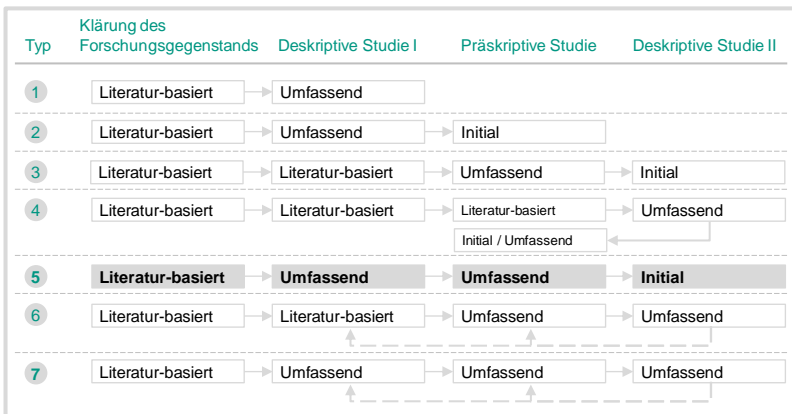 Klärung des
Typ Forschungsgegenstands Deskriptive Studie I Präskriptive Studie Deskriptive Studie II
1 Literatur-basiert Umfassend
2 Literatur-basiert Umfassend Initial
3 Literatur-basiert Literatur-basiert Umfassend Initial
4 Literatur-basiert Literatur-basiert Literatur-basiert Umfassend
Initial / Umfassend
5 Literatur-basiert Umfassend Umfassend Initial
6 Literatur-basiert Literatur-basiert Umfassend Umfassend
7 Literatur-basiert Umfassend Umfassend Umfassend